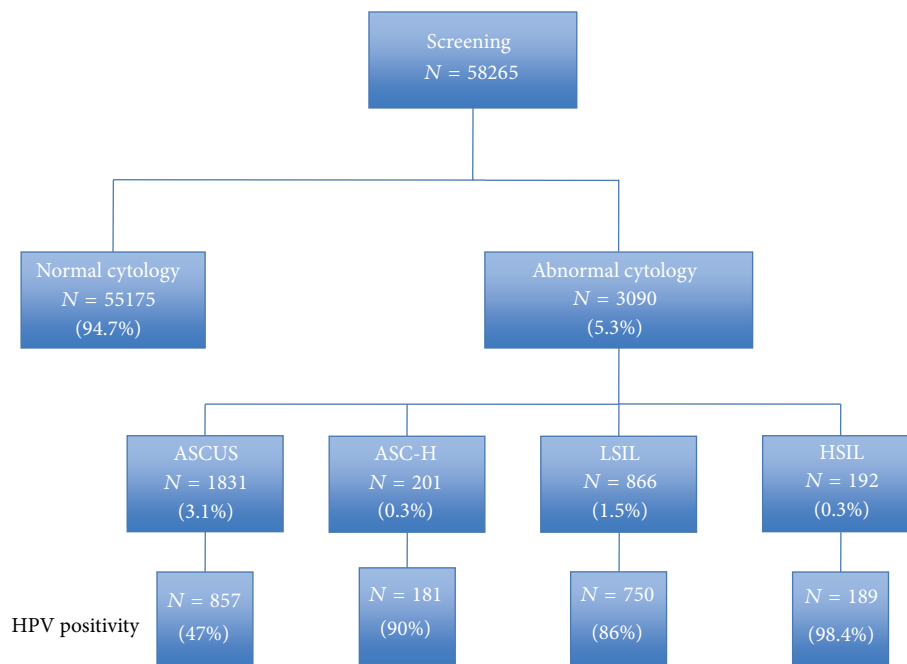 Screening
N = 58265
Normal cytology
N = 55175
(94.7%)
Abnormal cytology
N = 3090
(5.3%)
ASCUS
N = 1831
(3.1%)
ASC-H
N = 201
(0.3%)
LSIL
N = 866
(1.5%)
HSIL
N = 192
(0.3%)
HPV positivity
N = 857
(47%)
N = 181
(90%)
N = 750
(86%)
N = 189
(98.4%)